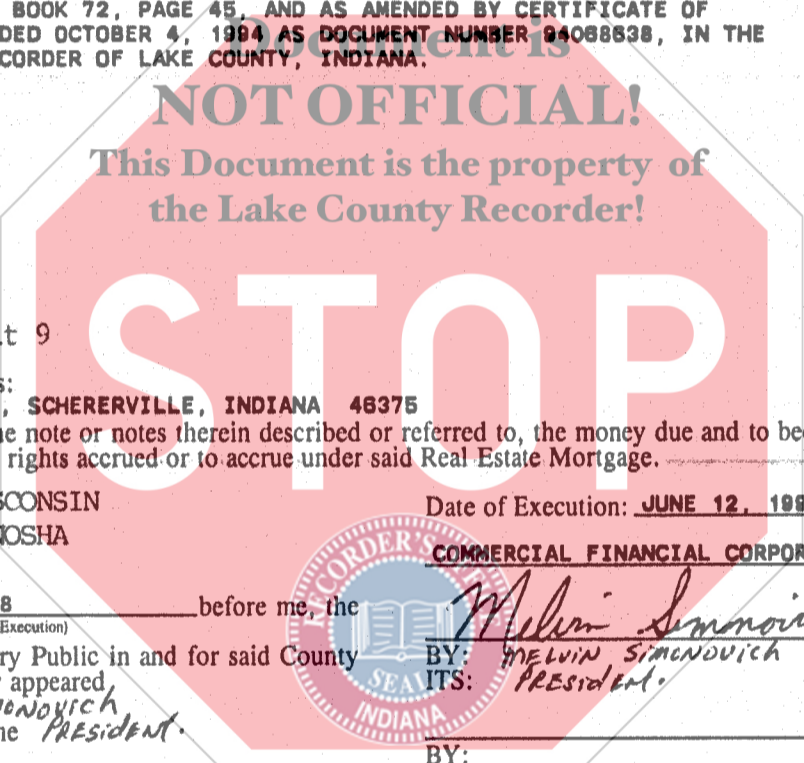 BOOK 72, PAGE 45, AND AS AMENDED BY CERTIFICATE OF
DED OCTOBER 4, 1994 AS DOCUMENT NUMBER 94068638, IN THE
CORDER OF LAKE COUNTY, INDIANA.
Document is
NOT OFFICIAL!
This Document is the property of
the Lake County Recorder!
STOP
t 9
s:
, SCHERERVILLE, INDIANA 46375
e note or notes therein described or referred to, the money due and to be
rights accrued or to accrue under said Real Estate Mortgage.
SCONSIN
Date of Execution: JUNE 12, 199
NOSHA
COMMERCIAL FINANCIAL CORPOR
RECORDER'S
SEAL
INDIANA
8 before me, the
Execution)
Melvin Simonovi
ry Public in and for said County
BY: MELVIN SIMONOVICH
appeared
ITS: PRESIDENT.
MONOVICH
he PRESIDENT.
BY: